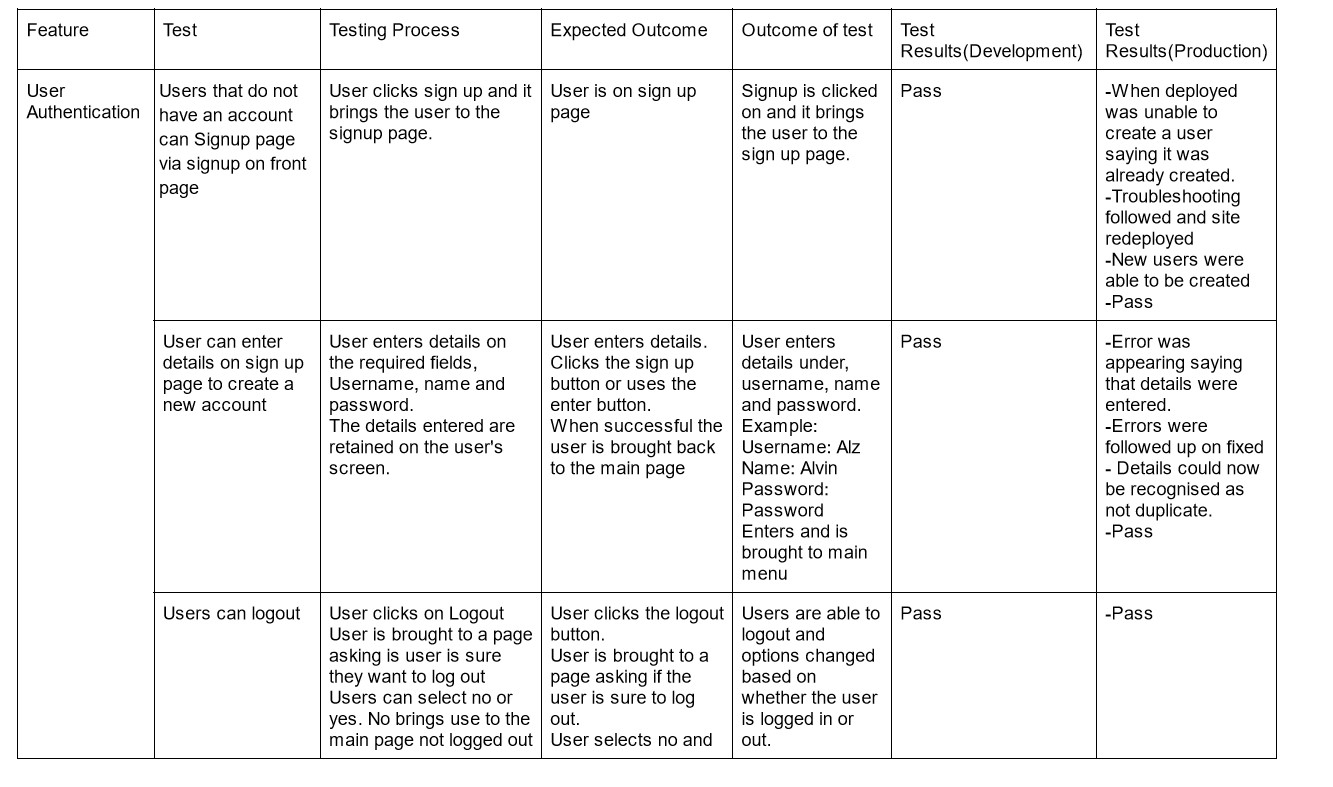 Feature
Test
Testing Process
Expected Outcome
Outcome of test
Test
Results(Development)
Test
Results(Production)
User
Authentication
Users that do not
have an account
can Signup page
via signup on front
page
User clicks sign up and it
brings the user to the
signup page.
User is on sign up
page
Signup is clicked
on and it brings
the user to the
sign up page.
Pass
-When deployed
was unable to
create a user
saying it was
already created.
-Troubleshooting
followed and site
redeployed
-New users were
able to be created
-Pass
User can enter
details on sign up
page to create a
new account
User enters details on
the required fields,
Username, name and
password.
The details entered are
retained on the user's
screen.
User enters details.
Clicks the sign up
button or uses the
enter button.
When successful the
user is brought back
to the main page
User enters
details under,
username, name
and password.
Example:
Username: Alz
Name: Alvin
Password:
Password
Enters and is
brought to main
menu
Pass
-Error was
appearing saying
that details were
entered.
-Errors were
followed up on fixed
- Details could now
be recognised as
not duplicate.
-Pass
Users can logout
User clicks on Logout
User is brought to a page
asking is user is sure
they want to log out
Users can select no or
yes. No brings use to the
main page not logged out
User clicks the logout
button.
User is brought to a
page asking if the
user is sure to log
out.
User selects no and
Users are able to
logout and
options changed
based on
whether the user
is logged in or
out.
Pass
-Pass